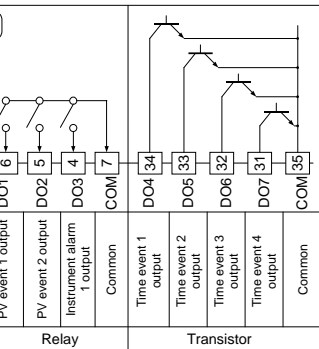 6
5
4
7
34
33
32
31
35
DO1
DO2
DO3
COM
DO4
DO5
DO6
DO7
COM
PV event 1 output
PV event 2 output
Instrument alarm
1 output
Common
Time event 1
output
Time event 2
output
Time event 3
output
Time event 4
output
Common
Relay
Transistor